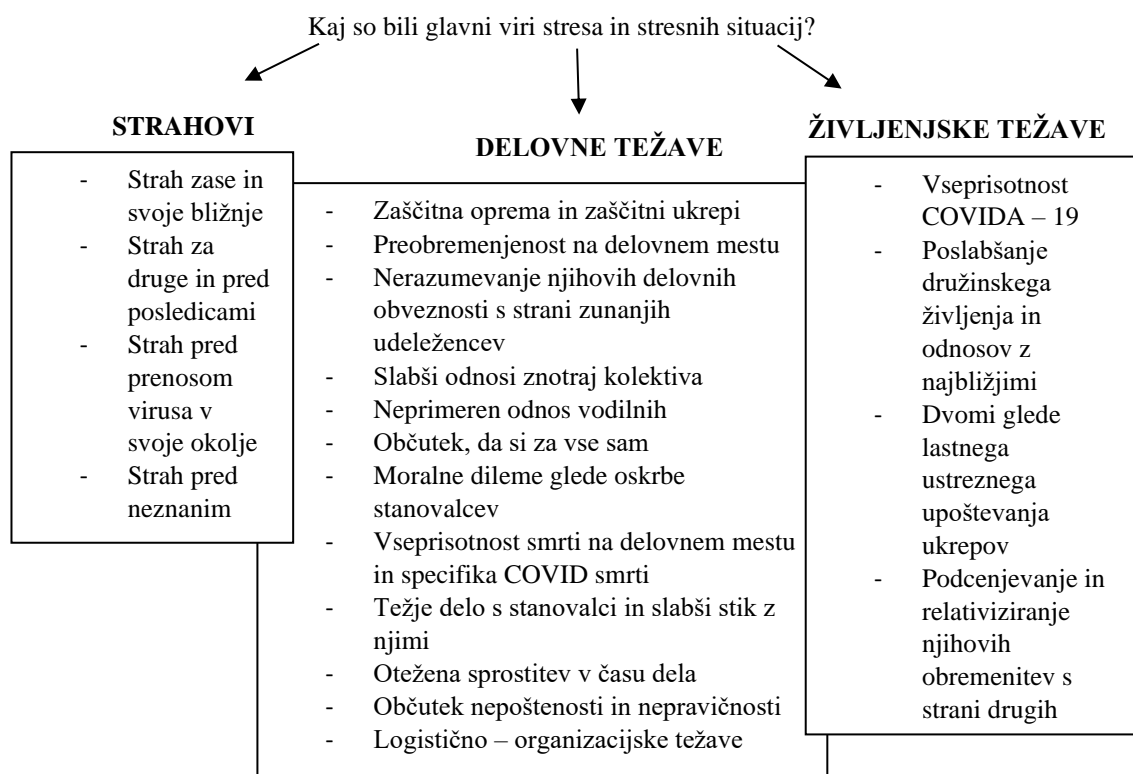 Kaj so bili glavni viri stresa in stresnih situacij?
STRAHOVI
- Strah zase in
svoje bližnje
- Strah za
druge in pred
posledicami
- Strah pred
prenosom
virusa v
svoje okolje
- Strah pred
neznanim
DELOVNE TEŽAVE
- Zaščitna oprema in zaščitni ukrepi
- Preobremenjenost na delovnem mestu
- Nerazumevanje njihovih delovnih
obveznosti s strani zunanjih
udeležencev
- Slabši odnosi znotraj kolektiva
- Neprimeren odnos vodilnih
- Občutek, da si za vse sam
- Moralne dileme glede oskrbe
stanovalcev
- Vseprisotnost smrti na delovnem mestu
in specifika COVID smrti
- Težje delo s stanovalci in slabši stik z
njimi
- Otežena sprostitev v času dela
- Občutek nepoštenosti in nepravičnosti
- Logistično – organizacijske težave
ŽIVLJENJSKE TEŽAVE
- Vseprisotnost
COVIDA – 19
- Poslabšanje
družinskega
življenja in
odnosov z
najbližjimi
- Dvomi glede
lastnega
ustreznega
upoštevanja
ukrepov
- Podcenjevanje in
relativiziranje
njihovih
obremenitev s
strani drugih